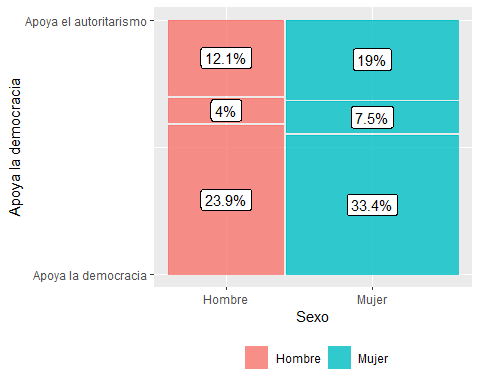 Apoya el autoritarismo
12.1%
19%
4%
7.5%
Apoya la democracia
23.9%
33.4%
Apoya la democracia
Hombre
Mujer
Sexo
Hombre
Mujer